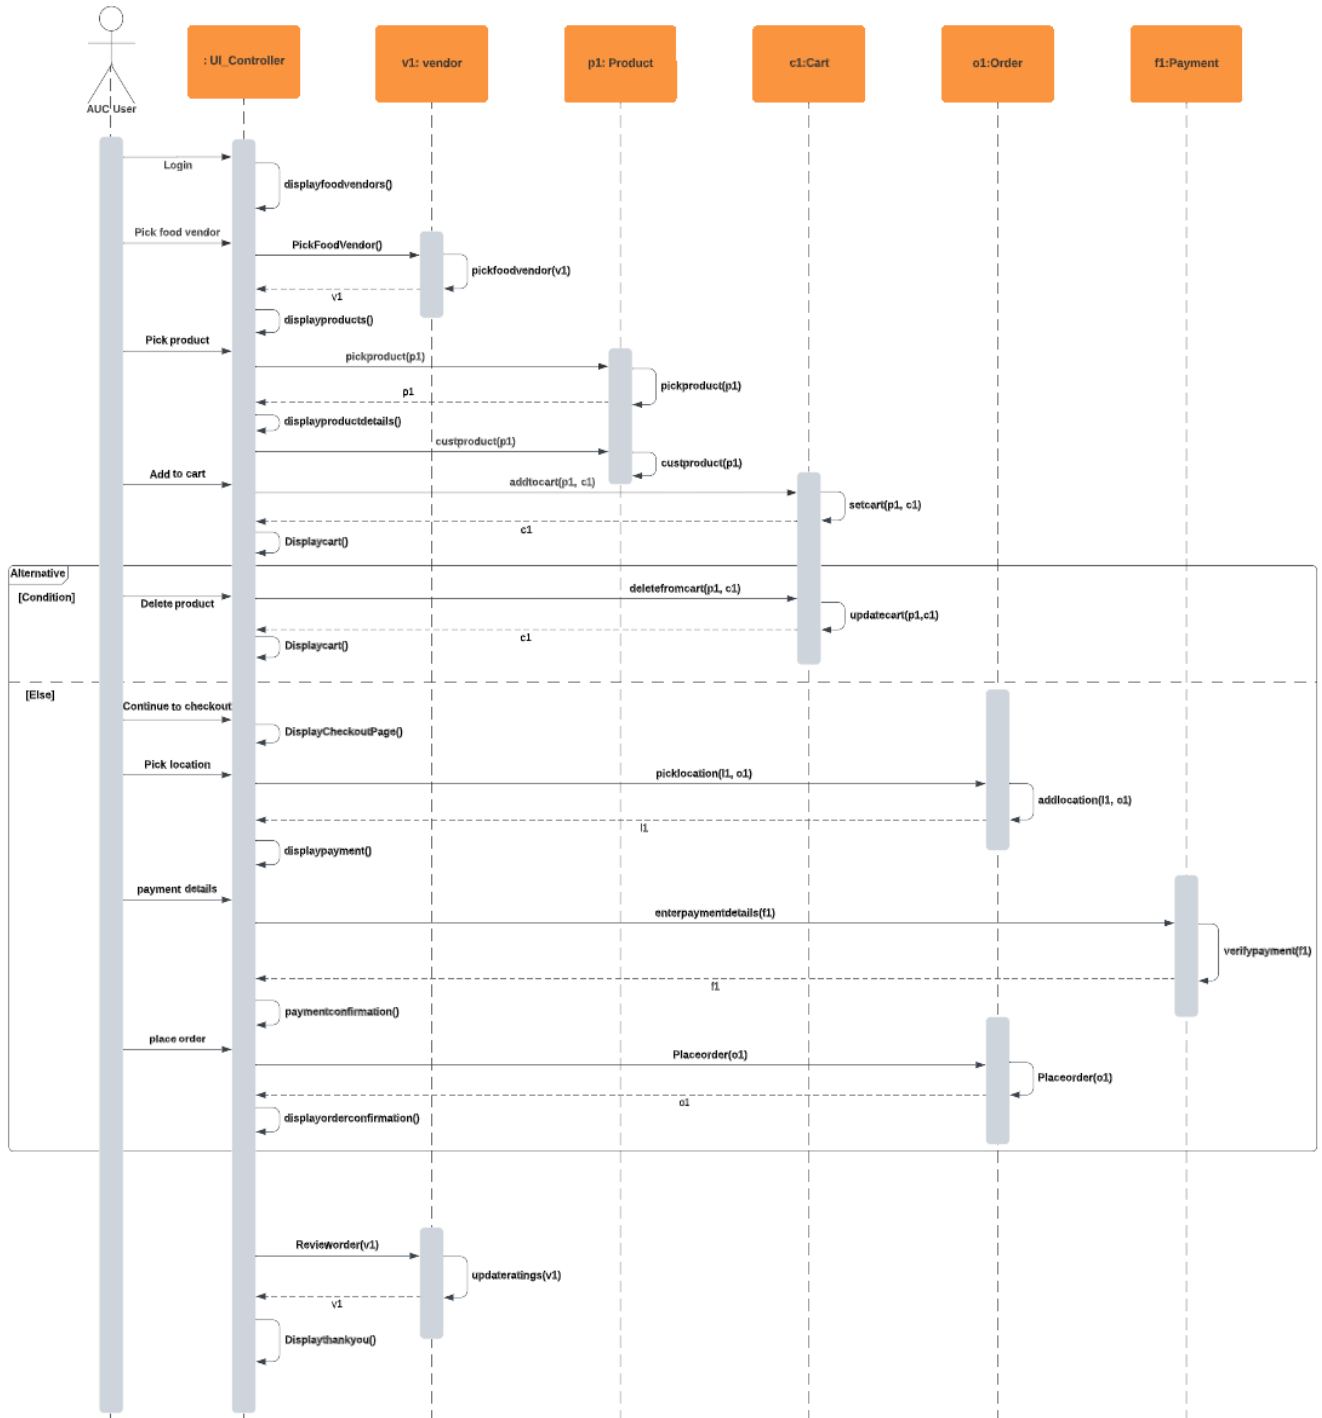 AUC User
: UI_Controller
v1: vendor
p1: Product
c1:Cart
o1:Order
f1:Payment
Login
displayfoodvendors()
Pick food vendor
PickFoodVendor()
pickfoodvendor(v1)
v1
displayproducts()
Pick product
pickproduct(p1)
pickproduct(p1)
p1
displayproductdetails()
custproduct(p1)
custproduct(p1)
Add to cart
addtocart(p1, c1)
setcart(p1, c1)
c1
Displaycart()
Alternative
[Condition]
Delete product
deletefromcart(p1, c1)
updatecart(p1,c1)
c1
Displaycart()
[Else]
Continue to checkout
DisplayCheckoutPage()
Pick location
picklocation(l1, o1)
addlocation(l1, o1)
l1
displaypayment()
payment details
enterpaymentdetails(f1)
verifypayment(f1)
f1
paymentconfirmation()
place order
Placeorder(o1)
Placeorder(o1)
o1
displayorderconfirmation()
Revieworder(v1)
updateratings(v1)
v1
Displaythankyou()